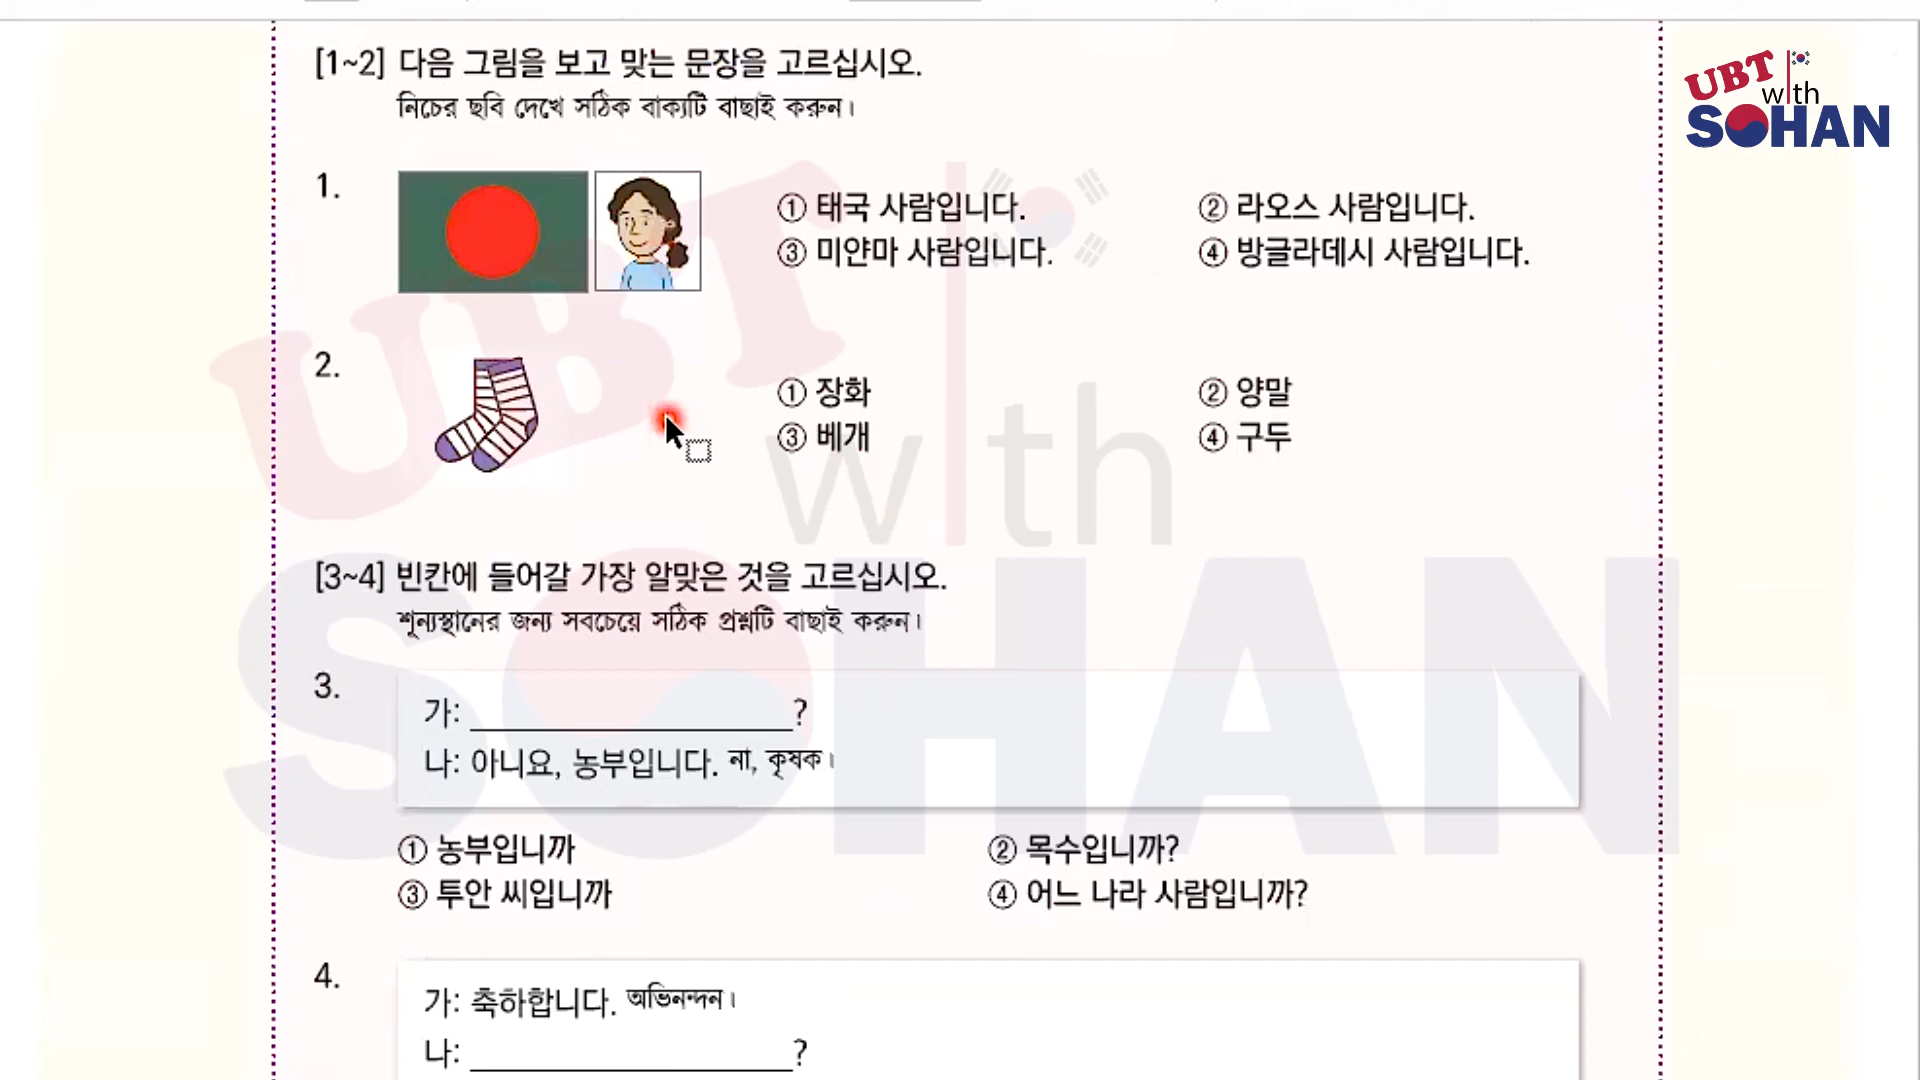 [1~2] 다음 그림을 보고 맞는 문장을 고르십시오.
নিচের ছবি দেখে সঠিক বাক্যটি বাছাই করুন।
UBT with SOHAN
1.
① 태국 사람입니다. ② 라오스 사람입니다.
③ 미얀마 사람입니다. ④ 방글라데시 사람입니다.
2.
① 장화 ② 양말
③ 베개 ④ 구두
UBT with SOHAN
[3~4] 빈칸에 들어갈 가장 알맞은 것을 고르십시오.
শূন্যস্থানের জন্য সবচেয়ে সঠিক প্রশ্নটি বাছাই করুন।
3.
가: ____________________?
나: 아니요, 농부입니다. না, কৃষক।
① 농부입니까 ② 목수입니까?
③ 투안 씨입니까 ④ 어느 나라 사람입니까?
4.
가: 축하합니다. অভিনন্দন।
나: ____________________?